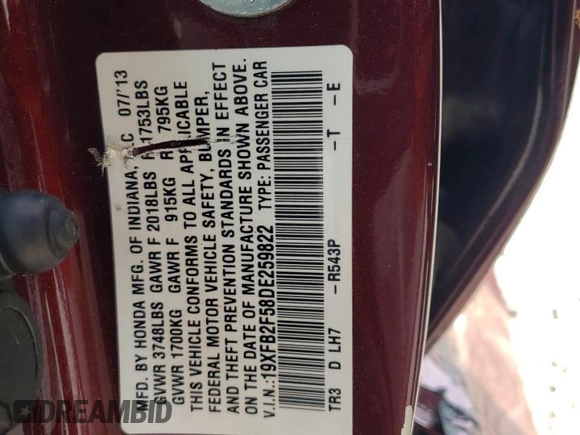 MFD. BY HONDA MFG. OF INDIANA, C 07/'13
GVWR 3748LBS GAWR F 2018LBS R 1753LBS
GVWR 1700KG GAWR F 915KG R 795KG
THIS VEHICLE CONFORMS TO ALL APPLICABLE
FEDERAL MOTOR VEHICLE SAFETY, BUMPER,
AND THEFT PREVENTION STANDARDS IN EFFECT
ON THE DATE OF MANUFACTURE SHOWN ABOVE.
V.I.N.:19XFB2F58DE259822 TYPE: PASSENGER CAR
TR3 D LH7 -R543P -T -E
DREAMBID